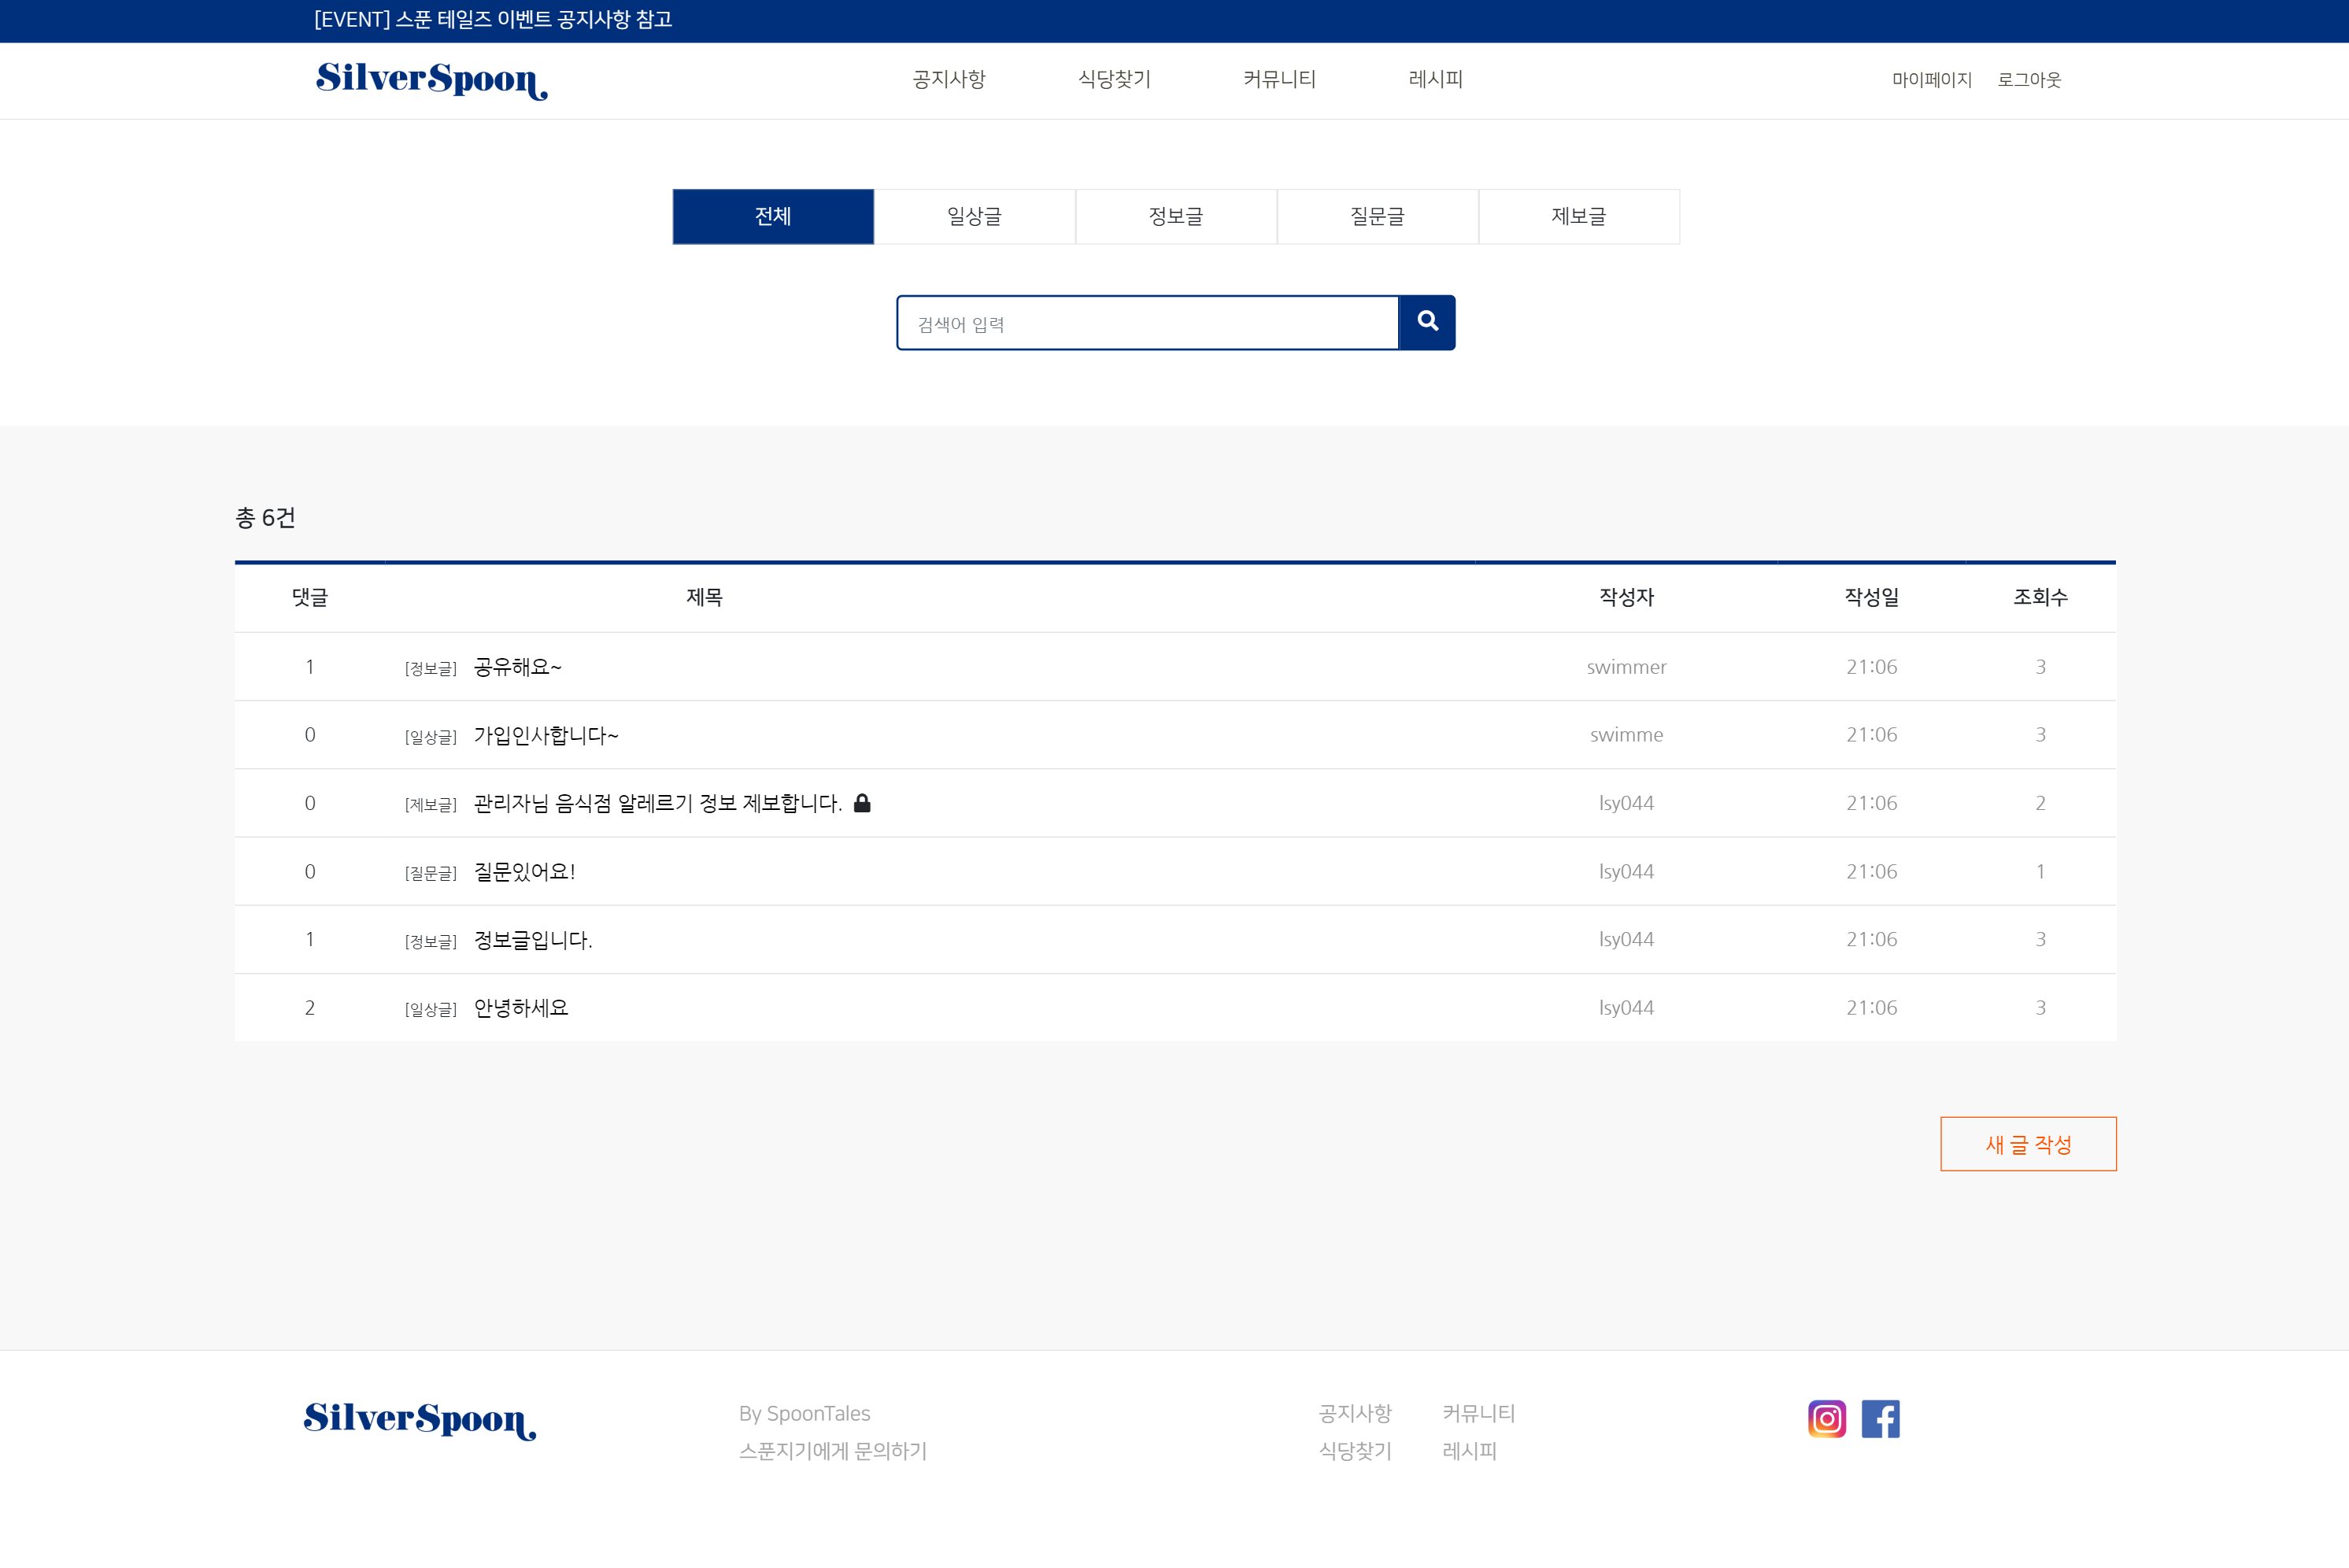 [EVENT] 스푼 테일즈 이벤트 공지사항 참고
SilverSpoon 공지사항 식당찾기 커뮤니티 레시피 마이페이지 로그아웃
전체 일상글 정보글 질문글 제보글
검색어 입력
총 6건
댓글 제목 작성자 작성일 조회수
1 [정보글] 공유해요~ swimmer 21:06 3
0 [일상글] 가입인사합니다~ swimme 21:06 3
0 [제보글] 관리자님 음식점 알레르기 정보 제보합니다. lsy044 21:06 2
0 [질문글] 질문있어요! lsy044 21:06 1
1 [정보글] 정보글입니다. lsy044 21:06 3
2 [일상글] 안녕하세요 lsy044 21:06 3
새 글 작성
SilverSpoon By SpoonTales 공지사항 커뮤니티
스푼지기에게 문의하기 식당찾기 레시피